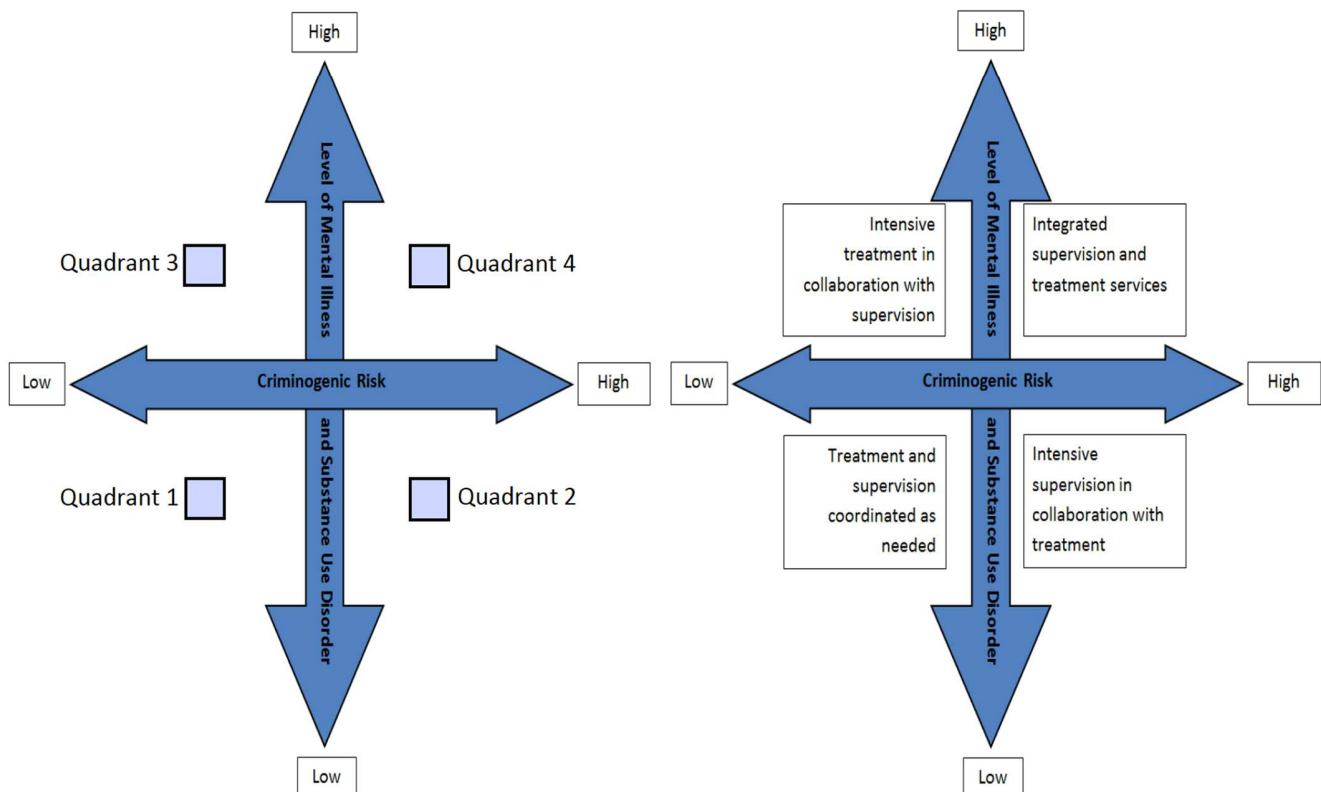 High
Level of Mental Illness
and Substance Use Disorder
Quadrant 3
Quadrant 4
Low
Criminogenic Risk
High
Quadrant 1
Quadrant 2
Low
High
Level of Mental Illness
and Substance Use Disorder
Intensive
treatment in
collaboration with
supervision
Integrated
supervision and
treatment services
Low
Criminogenic Risk
High
Treatment and
supervision
coordinated as
needed
Intensive
supervision in
collaboration with
treatment
Low